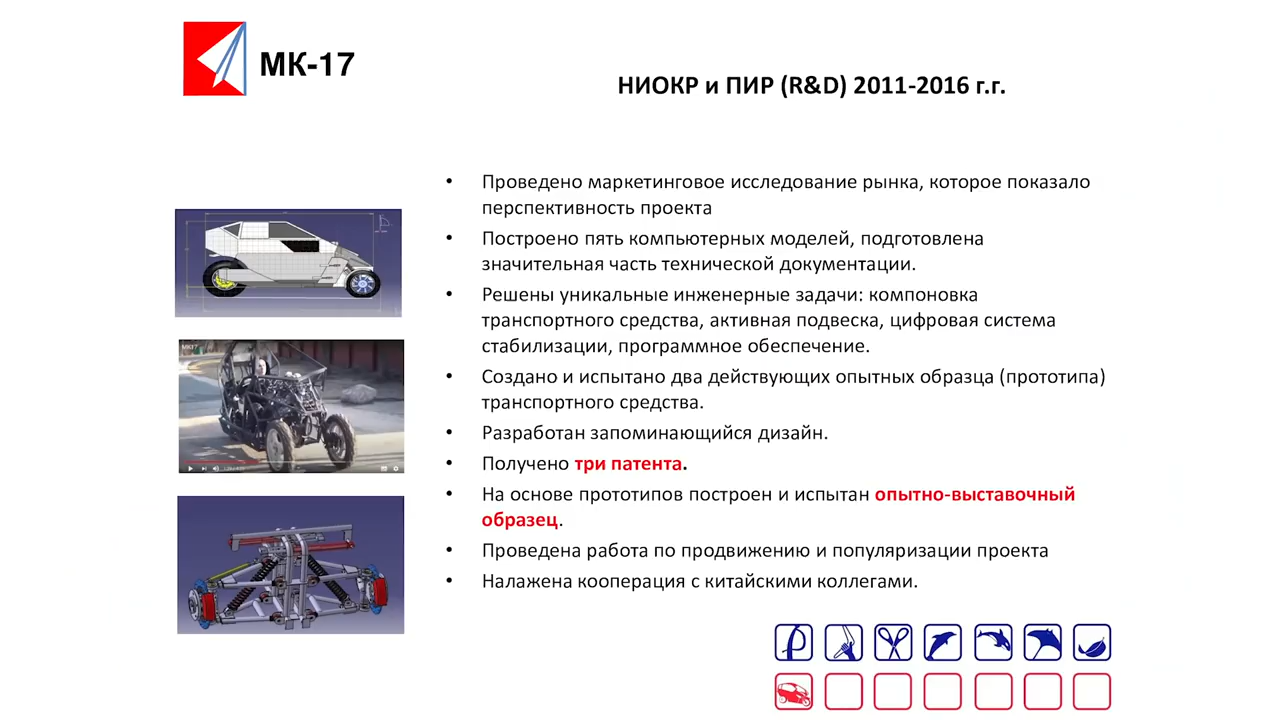 МК-17
НИОКР и ПИР (R&D) 2011-2016 г.г.
• Проведено маркетинговое исследование рынка, которое показало
перспективность проекта
• Построено пять компьютерных моделей, подготовлена
значительная часть технической документации.
• Решены уникальные инженерные задачи: компоновка
транспортного средства, активная подвеска, цифровая система
стабилизации, программное обеспечение.
• Создано и испытано два действующих опытных образца (прототипа)
транспортного средства.
• Разработан запоминающийся дизайн.
• Получено три патента.
• На основе прототипов построен и испытан опытно-выставочный
образец.
• Проведена работа по продвижению и популяризации проекта
• Налажена кооперация с китайскими коллегами.
МК17